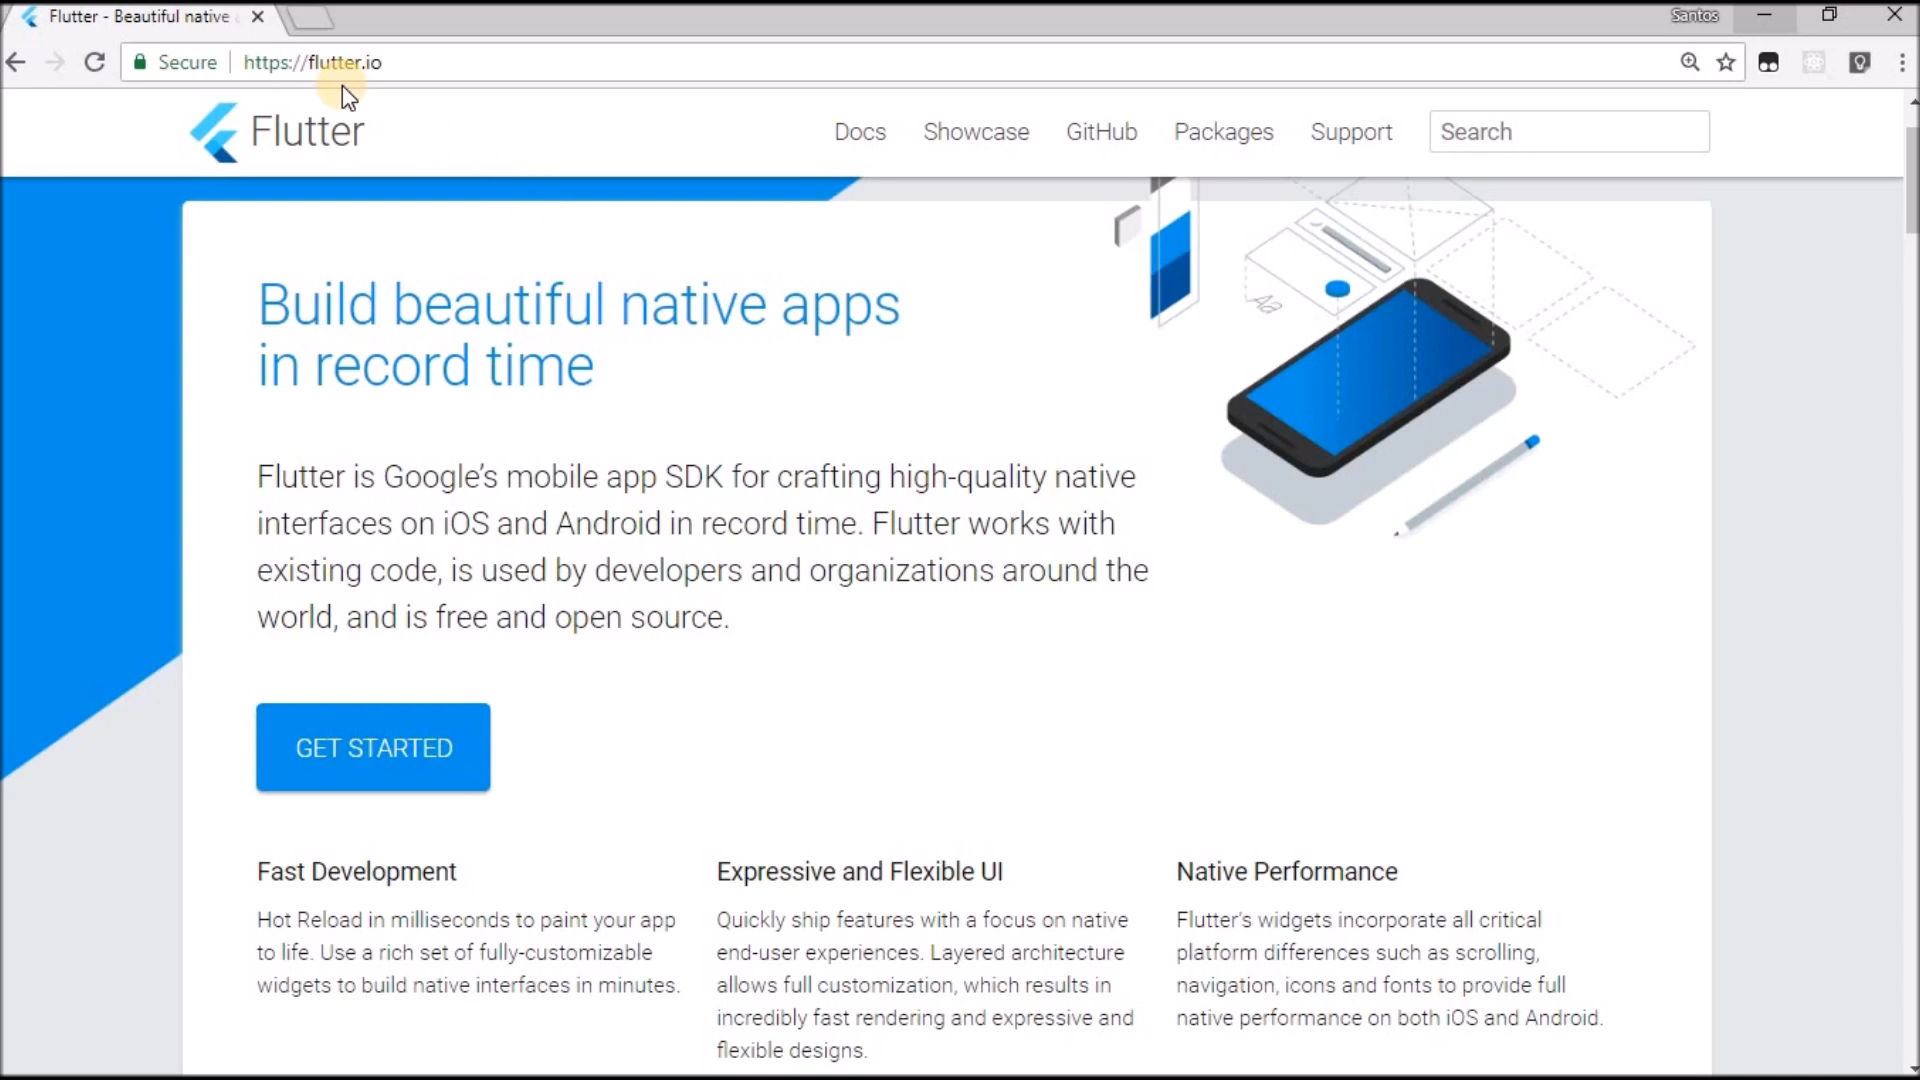 Flutter - Beautiful native
Santos
Secure
https://flutter.io
Flutter
Docs
Showcase
GitHub
Packages
Support
Search
Aa
Build beautiful native apps
in record time
Flutter is Google’s mobile app SDK for crafting high-quality native
interfaces on iOS and Android in record time. Flutter works with
existing code, is used by developers and organizations around the
world, and is free and open source.
GET STARTED
Fast Development
Hot Reload in milliseconds to paint your app
to life. Use a rich set of fully-customizable
widgets to build native interfaces in minutes.
Expressive and Flexible UI
Quickly ship features with a focus on native
end-user experiences. Layered architecture
allows full customization, which results in
incredibly fast rendering and expressive and
flexible designs.
Native Performance
Flutter’s widgets incorporate all critical
platform differences such as scrolling,
navigation, icons and fonts to provide full
native performance on both iOS and Android.